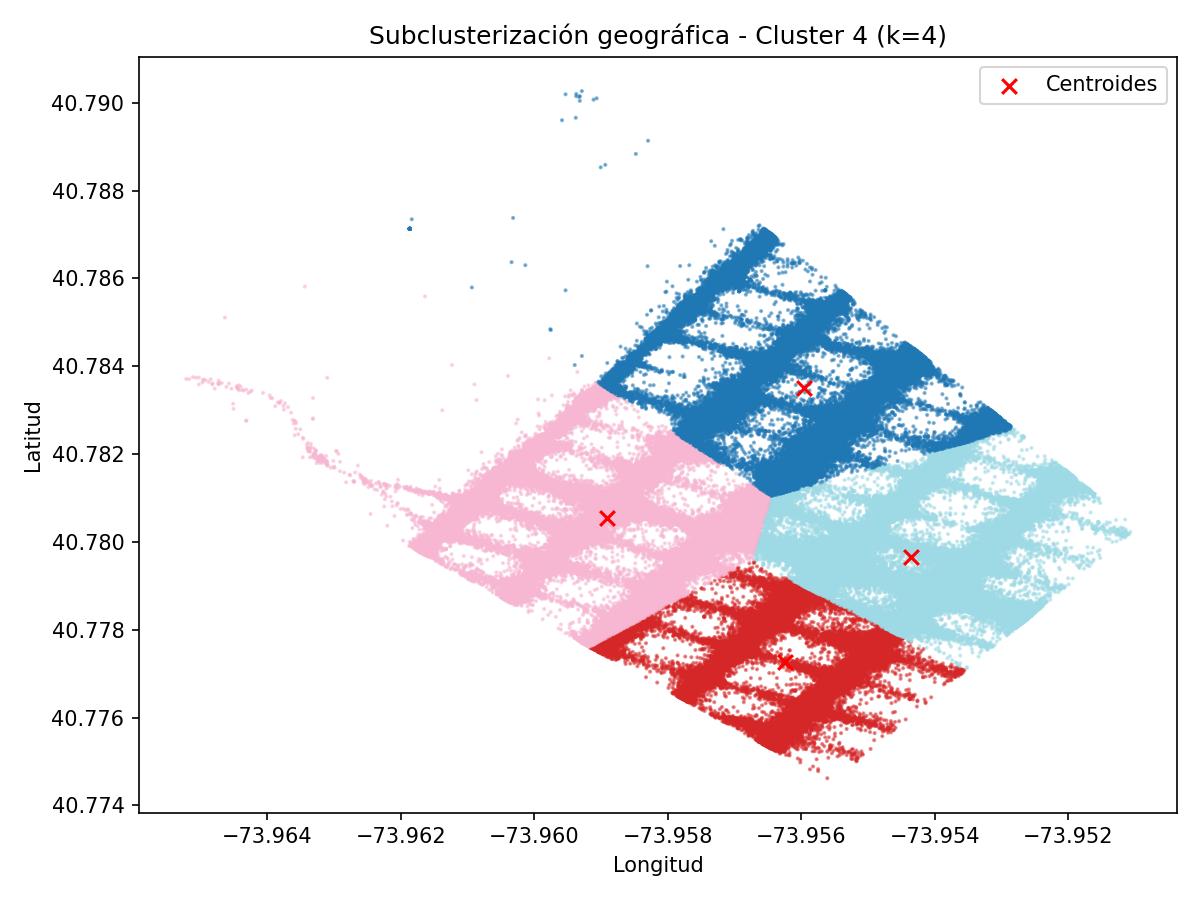 Subclusterización geográfica - Cluster 4 (k=4)
Centroides
40.790
40.788
40.786
40.784
40.782
40.780
40.778
40.776
40.774
Latitud
−73.964 −73.962 −73.960 −73.958 −73.956 −73.954 −73.952
Longitud